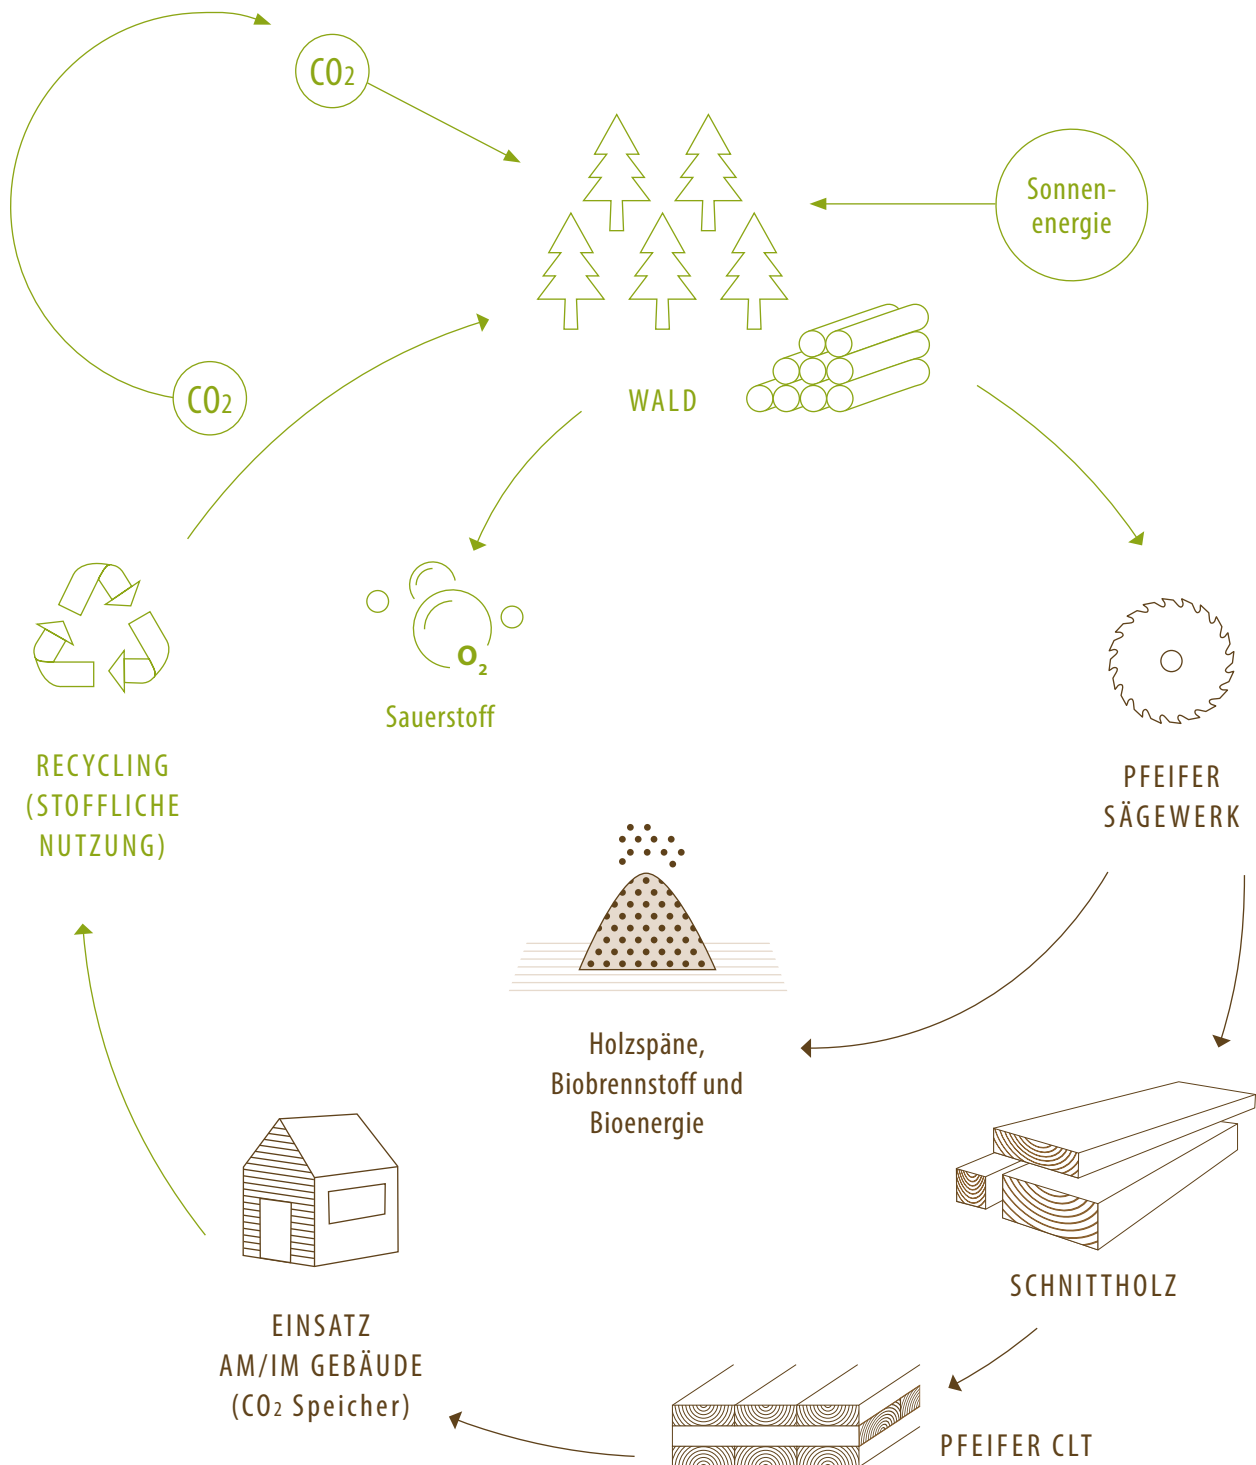 CO2
Sonnen-
energie
CO2
WALD
O2
Sauerstoff
RECYCLING
(STOFFLICHE
NUTZUNG)
PFEIFER
SÄGEWERK
Holzspäne,
Biobrennstoff und
Bioenergie
SCHNITTHOLZ
EINSATZ
AM/IM GEBÄUDE
(CO2 Speicher)
PFEIFER CLT